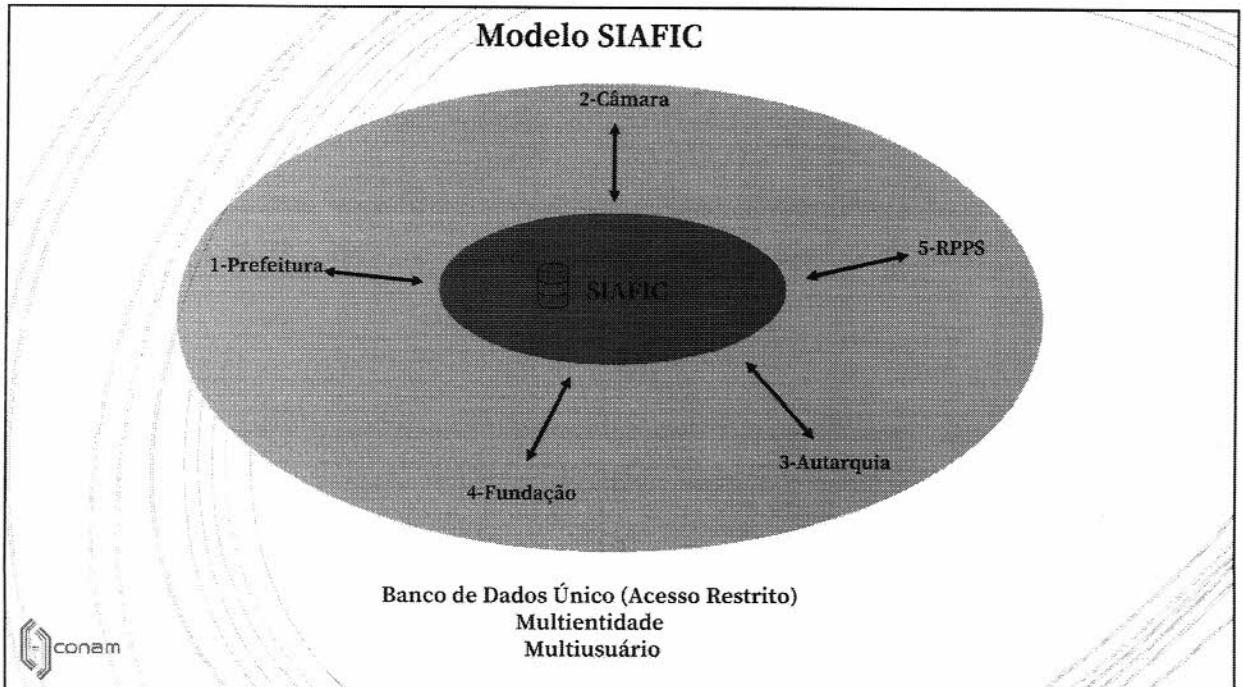 Modelo SIAFIC
2-Câmara
1-Prefeitura
5-RPPS
SIAFIC
3-Autarquia
4-Fundação
Banco de Dados Único (Acesso Restrito)
Multientidade
Multiusuário
conam